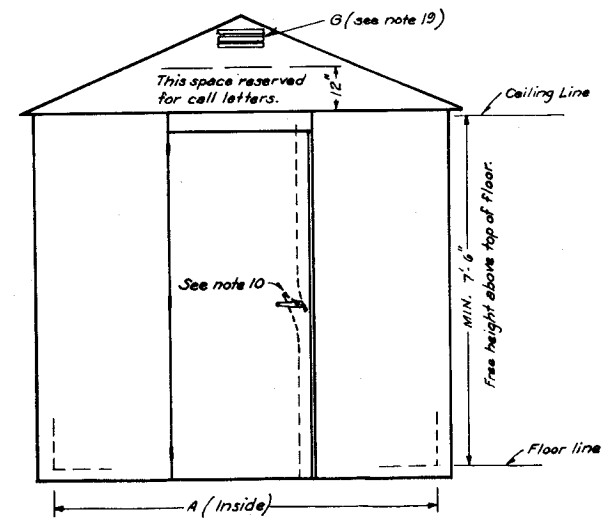 G (see note 19)
This space reserved
for call letters.
12"
Ceiling Line
See note 10
MIN. 7'-6"
Free height above top of floor.
Floor line
A (Inside)